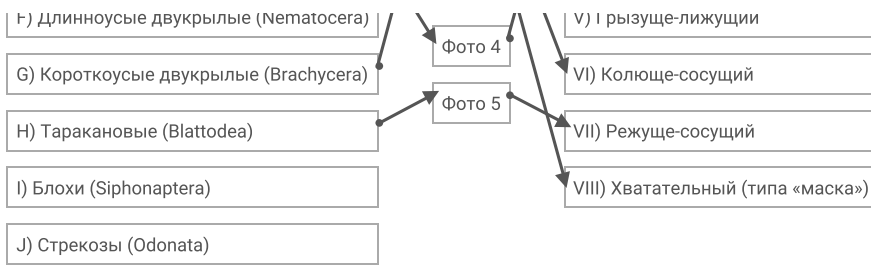 F) Длинноусые двукрылые (Nematocera)
V) Грызуще-лижущий
Фото 4
G) Короткоусые двукрылые (Brachycera)
VI) Колюще-сосущий
Фото 5
H) Таракановые (Blattodea)
VII) Режуще-сосущий
I) Блохи (Siphonaptera)
VIII) Хватательный (типа «маска»)
J) Стрекозы (Odonata)